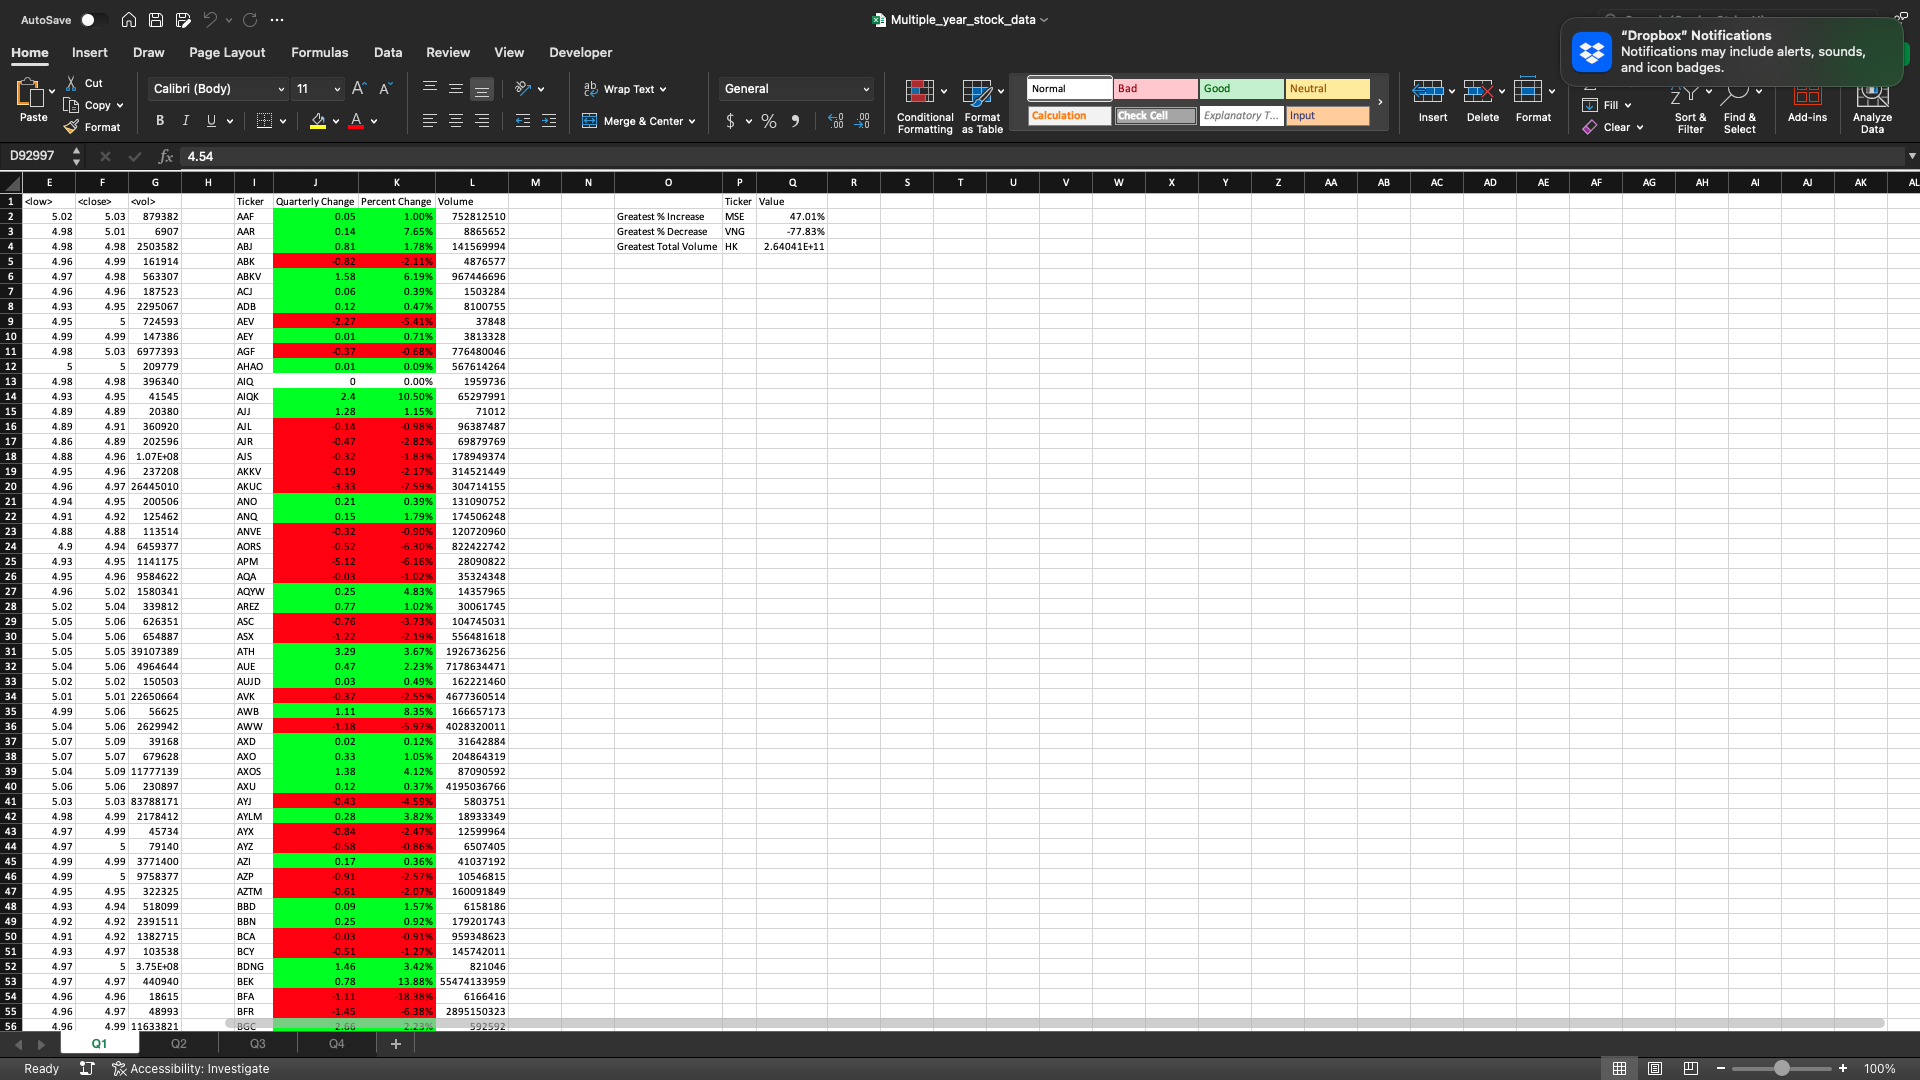 AutoSave
Multiple_year_stock_data
"Dropbox" Notifications
Notifications may include alerts, sounds,
and icon badges.
Home Insert Draw Page Layout Formulas Data Review View Developer
Paste Cut Copy Format
Calibri (Body) 11
B I U
Wrap Text
Merge & Center
General
$ % 9
Conditional Formatting
Format as Table
Normal Bad Good Neutral
Calculation Check Cell Explanatory T... Input
Insert Delete Format
Fill
Clear
Sort & Filter
Find & Select
Add-ins
Analyze Data
D92997 fx 4.54
E F G H I J K L M N O P Q R S T U V W X Y Z AA AB AC AD AE AF AG AH AI AJ AK AL
1 <low> <close> <vol> Ticker Quarterly Change Percent Change Volume Ticker Value
2 5.02 5.03 879382 AAF 0.05 1.00% 752812510 Greatest % Increase MSE 47.01%
3 4.98 5.01 6907 AAR 0.14 7.65% 8865652 Greatest % Decrease VNG -77.83%
4 4.98 4.98 2503582 ABJ 0.81 1.78% 141569994 Greatest Total Volume HK 2.64041E+11
5 4.96 4.99 161914 ABK -0.82 -2.11% 4876577
6 4.97 4.98 563307 ABKV 1.58 6.19% 967446696
7 4.96 4.96 187523 ACJ 0.06 0.39% 1503284
8 4.93 4.95 2295067 ADB 0.12 0.47% 8100755
9 4.95 5 724593 AEV -2.27 -5.41% 37848
10 4.99 4.99 147386 AEY 0.01 0.71% 3813328
11 4.98 5.03 6977393 AGF -0.37 -0.68% 776480046
12 5 5 209779 AHAO 0.01 0.09% 567614264
13 4.98 4.98 396340 AIQ 0 0.00% 1959736
14 4.93 4.95 41545 AIQK 2.4 10.50% 65297991
15 4.89 4.89 20380 AJJ 1.28 1.15% 71012
16 4.89 4.91 360920 AJL -0.14 -0.98% 96387487
17 4.86 4.89 202596 AJR -0.47 -2.82% 69879769
18 4.88 4.96 1.07E+08 AJS -0.32 -1.83% 178949374
19 4.95 4.96 237208 AKKV -0.19 -2.17% 314521449
20 4.96 4.97 26445010 AKUC -3.33 -7.59% 304714155
21 4.94 4.95 200506 ANO 0.21 0.39% 131090752
22 4.91 4.92 125462 ANQ 0.15 1.79% 174506248
23 4.88 4.88 113514 ANVE -0.32 -0.90% 120720960
24 4.9 4.94 6459377 AORS -0.52 -6.30% 822422742
25 4.93 4.95 1141175 APM -5.12 -6.16% 28090822
26 4.95 4.96 9584622 AQA -0.03 -1.02% 35324348
27 4.96 5.02 1580341 AQYW 0.25 4.83% 14357965
28 5.02 5.04 339812 AREZ 0.77 1.02% 30061745
29 5.05 5.06 626351 ASC -0.76 -3.73% 104745031
30 5.04 5.06 654887 ASX -1.22 -2.19% 556481618
31 5.05 5.05 39107389 ATH 3.29 3.67% 1926736256
32 5.04 5.06 4964644 AUE 0.47 2.23% 7178634471
33 5.02 5.02 150503 AUJD 0.03 0.49% 162221460
34 5.01 5.01 22650664 AVK -0.37 -2.55% 4677360514
35 4.99 5.06 56625 AWB 1.11 8.35% 166657173
36 5.04 5.06 2629942 AWW -1.18 -5.97% 4028320011
37 5.07 5.09 39168 AXD 0.02 0.12% 31642884
38 5.07 5.07 679628 AXO 0.33 1.05% 204864319
39 5.04 5.09 11777139 AXOS 1.38 4.12% 87090592
40 5.06 5.06 230897 AXU 0.12 0.37% 4195036766
41 5.03 5.03 83788171 AYJ -0.43 -4.59% 5803751
42 4.98 4.99 2178412 AYLM 0.28 3.82% 18933349
43 4.97 4.99 45734 AYX -0.84 -2.47% 12599964
44 4.97 5 79140 AYZ -0.58 -0.86% 6507405
45 4.99 4.99 3771400 AZI 0.17 0.36% 41037192
46 4.99 5 9758377 AZP -0.91 -2.57% 10546815
47 4.95 4.95 322325 AZTM -0.61 -2.07% 160091849
48 4.93 4.94 518099 BBD 0.09 1.57% 6158186
49 4.92 4.92 2391511 BBN 0.25 0.92% 179201743
50 4.91 4.92 1382715 BCA -0.03 -0.91% 959348623
51 4.93 4.97 103538 BCY -0.51 -1.27% 145742011
52 4.97 5 3.75E+08 BDNG 1.46 3.42% 821046
53 4.97 4.97 440940 BEK 0.78 13.88% 55474133959
54 4.96 4.96 18615 BFA -1.11 -18.38% 6166416
55 4.96 4.97 48993 BFR -1.45 -6.38% 2895150323
56 4.96 4.99 11633821 BGC 2.66 2.23% 592592
Q1 Q2 Q3 Q4 +
Ready Accessibility: Investigate 100%